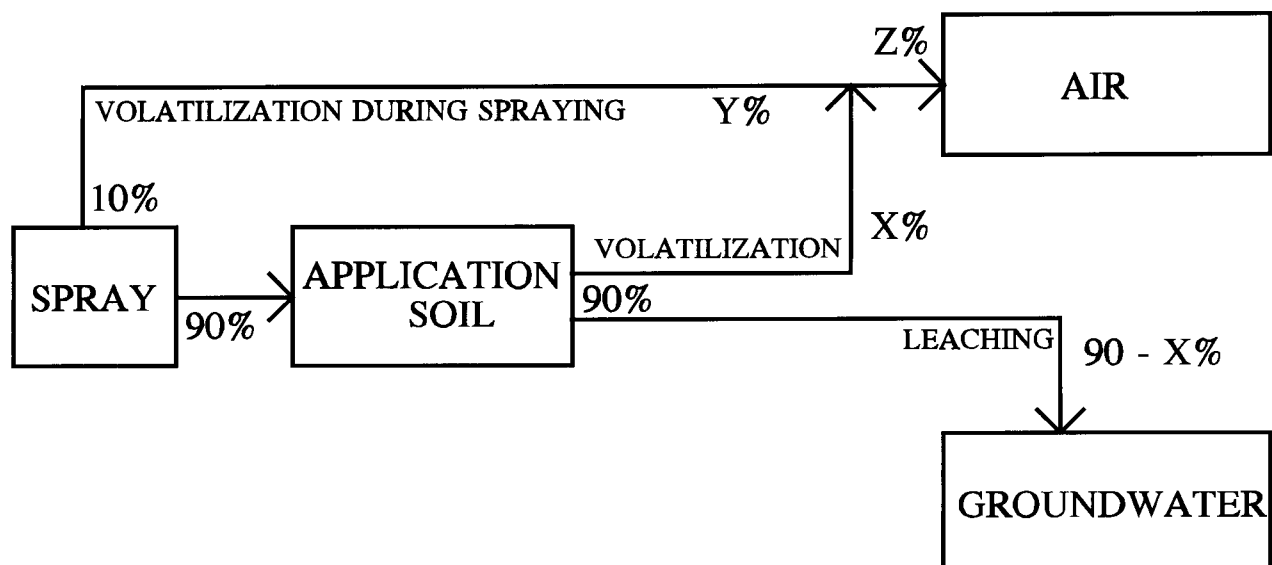 Z%
AIR
VOLATILIZATION DURING SPRAYING
Y%
10%
X%
VOLATILIZATION
APPLICATION
SOIL
SPRAY
90%
90%
LEACHING
90 - X%
GROUNDWATER